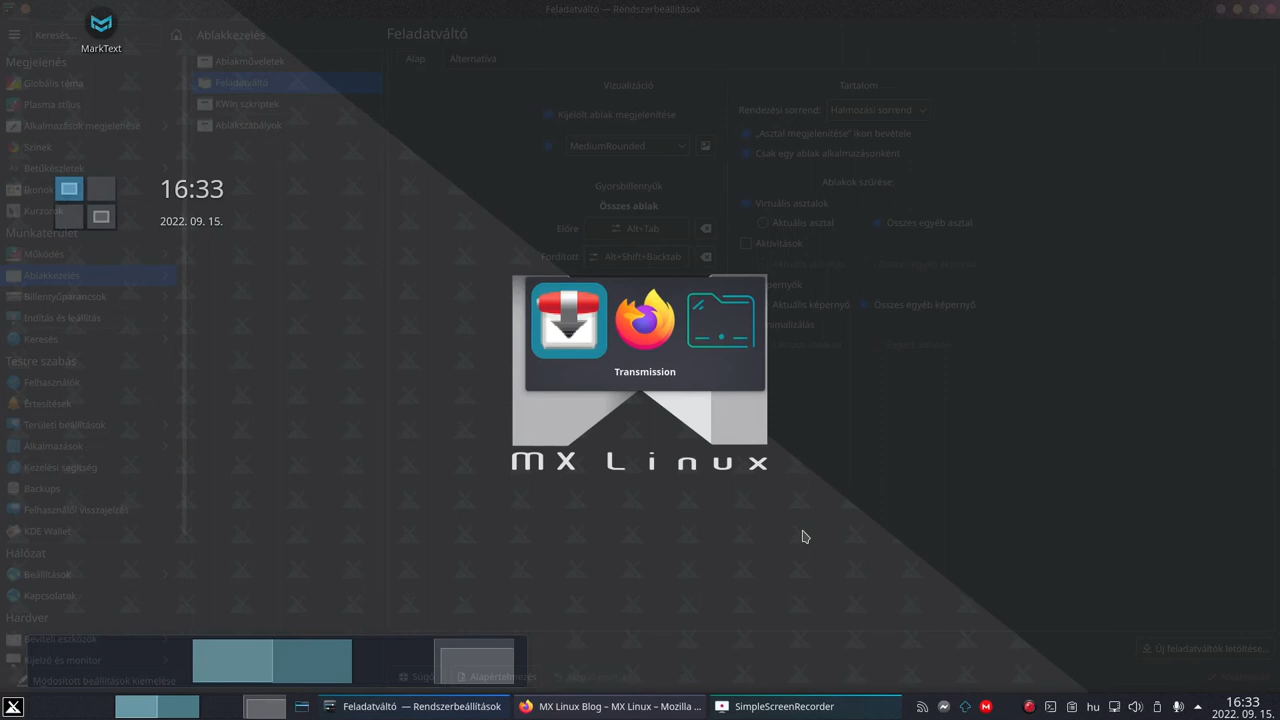 Feladatváltó — Rendszerbeállítások
MarkText
Keresés...
Ablakkezelés
Feladatváltó
Megjelenés
Globális téma
Plasma stílus
Alkalmazások megjelenése
Színek
Betűkészletek
Ikonok
Kurzorok
Munkaterület
Működés
Ablakkezelés
Billentyűparancsok
Indítás és leállítás
Keresés
Testre szabás
Felhasználók
Értesítések
Területi beállítások
Alkalmazások
Kezelési segítség
Backups
Felhasználói visszajelzés
KDE Wallet
Hálózat
Beállítások
Kapcsolatok
Hardver
Beviteli eszközök
Kijelző és monitor
Módosított beállítások kiemelése
Ablakműveletek
Feladatváltó
KWin szkriptek
Ablakszabályok
16:33
2022. 09. 15.
Alap
Alternatíva
Vizualizáció
Kijelölt ablak megjelenítése
MediumRounded
Gyorsbillentyűk
Összes ablak
Előre
Alt+Tab
Fordított
Alt+Shift+Backtab
Tartalom
Rendezési sorrend:
Halmozási sorrend
„Asztal megjelenítése” ikon bevétele
Csak egy ablak alkalmazásonként
Ablakok szűrése:
Virtuális asztalok
Aktuális asztal
Összes egyéb asztal
Aktivitások
Aktuális képernyő
Összes egyéb képernyő
Transmission
MX Linux
Súgó
Alapértelmezés
Új feladatváltók letöltése...
Feladatváltó — Rendszerbeállítások
MX Linux Blog – MX Linux – Mozilla ...
SimpleScreenRecorder
hu
16:33
2022. 09. 15.